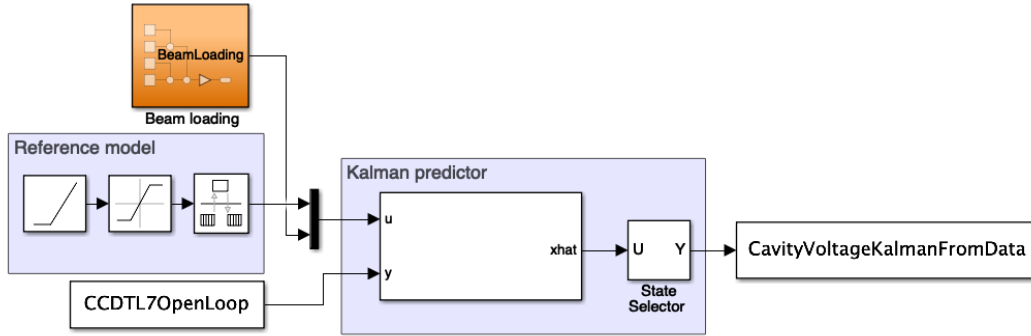 BeamLoading
Beam loading
Reference model
Kalman predictor
u
y
xhat
U
Y
State
Selector
CavityVoltageKalmanFromData
CCDTL7OpenLoop